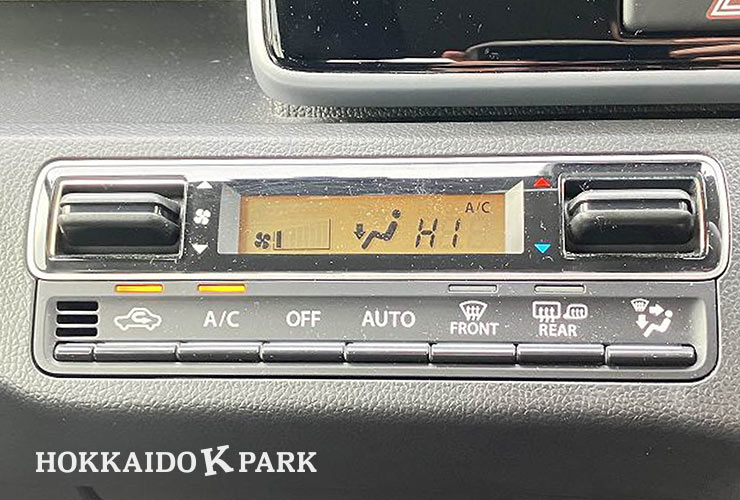 A/C
HI
A/C OFF AUTO FRONT REAR
HOKKAIDO K PARK